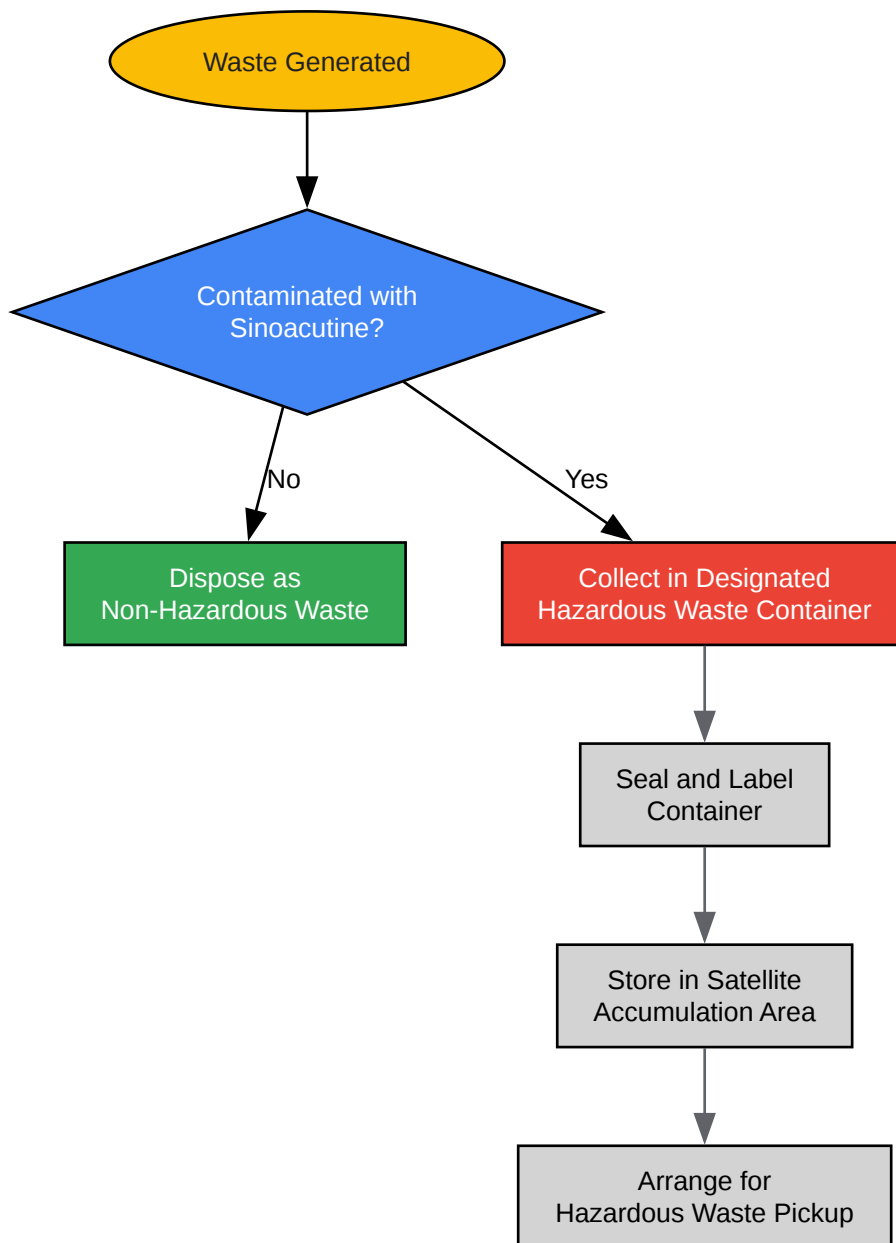 Waste Generated
Contaminated with
Sinoacutine?
No
Yes
Dispose as
Non-Hazardous Waste
Collect in Designated
Hazardous Waste Container
Seal and Label
Container
Store in Satellite
Accumulation Area
Arrange for
Hazardous Waste Pickup